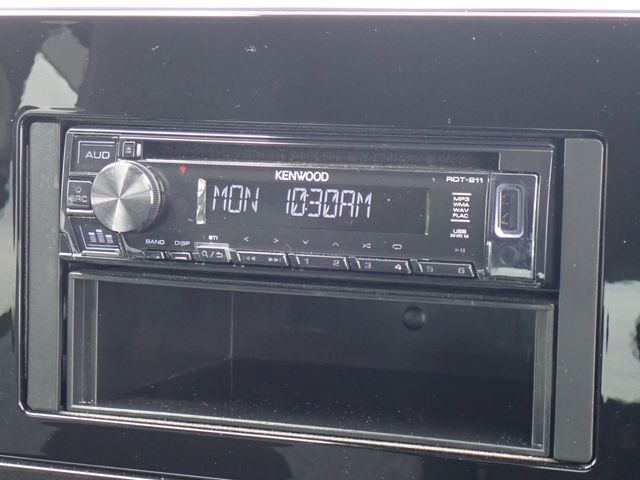 AUD
KENWOOD
RDT-211
SRC
MON 10:30AM
MP3
WMA
WAV
FLAC
USB
BAND DISP
1 2 3 4 5 6